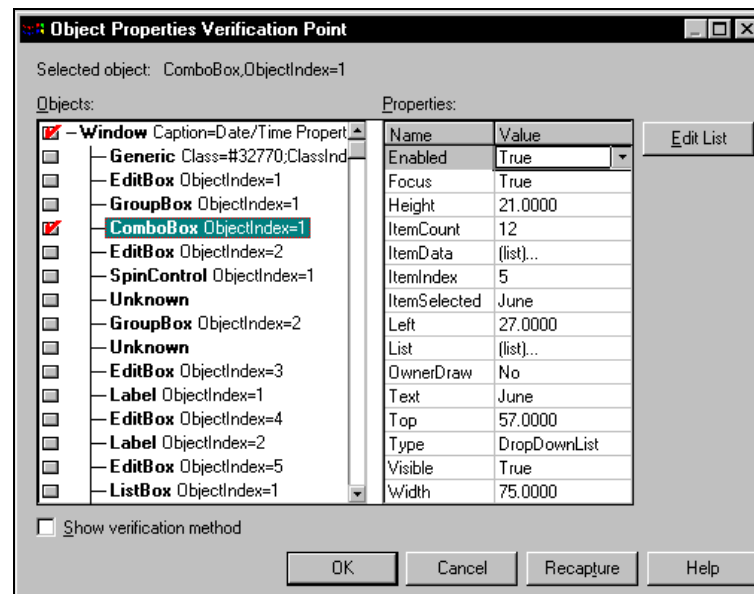 Object Properties Verification Point
Selected object: ComboBox,ObjectIndex=1
Objects:
Window Caption=Date/Time Propert
Generic Class=#32770;ClassInd
EditBox ObjectIndex=1
GroupBox ObjectIndex=1
ComboBox ObjectIndex=1
EditBox ObjectIndex=2
SpinControl ObjectIndex=1
Unknown
GroupBox ObjectIndex=2
Unknown
EditBox ObjectIndex=3
Label ObjectIndex=1
EditBox ObjectIndex=4
Label ObjectIndex=2
EditBox ObjectIndex=5
ListBox ObjectIndex=1
Properties:
Name Value
Enabled True
Focus True
Height 21.0000
ItemCount 12
ItemData (list)...
ItemIndex 5
ItemSelected June
Left 27.0000
List (list)...
OwnerDraw No
Text June
Top 57.0000
Type DropDownList
Visible True
Width 75.0000
Edit List
Show verification method
OK Cancel Recapture Help